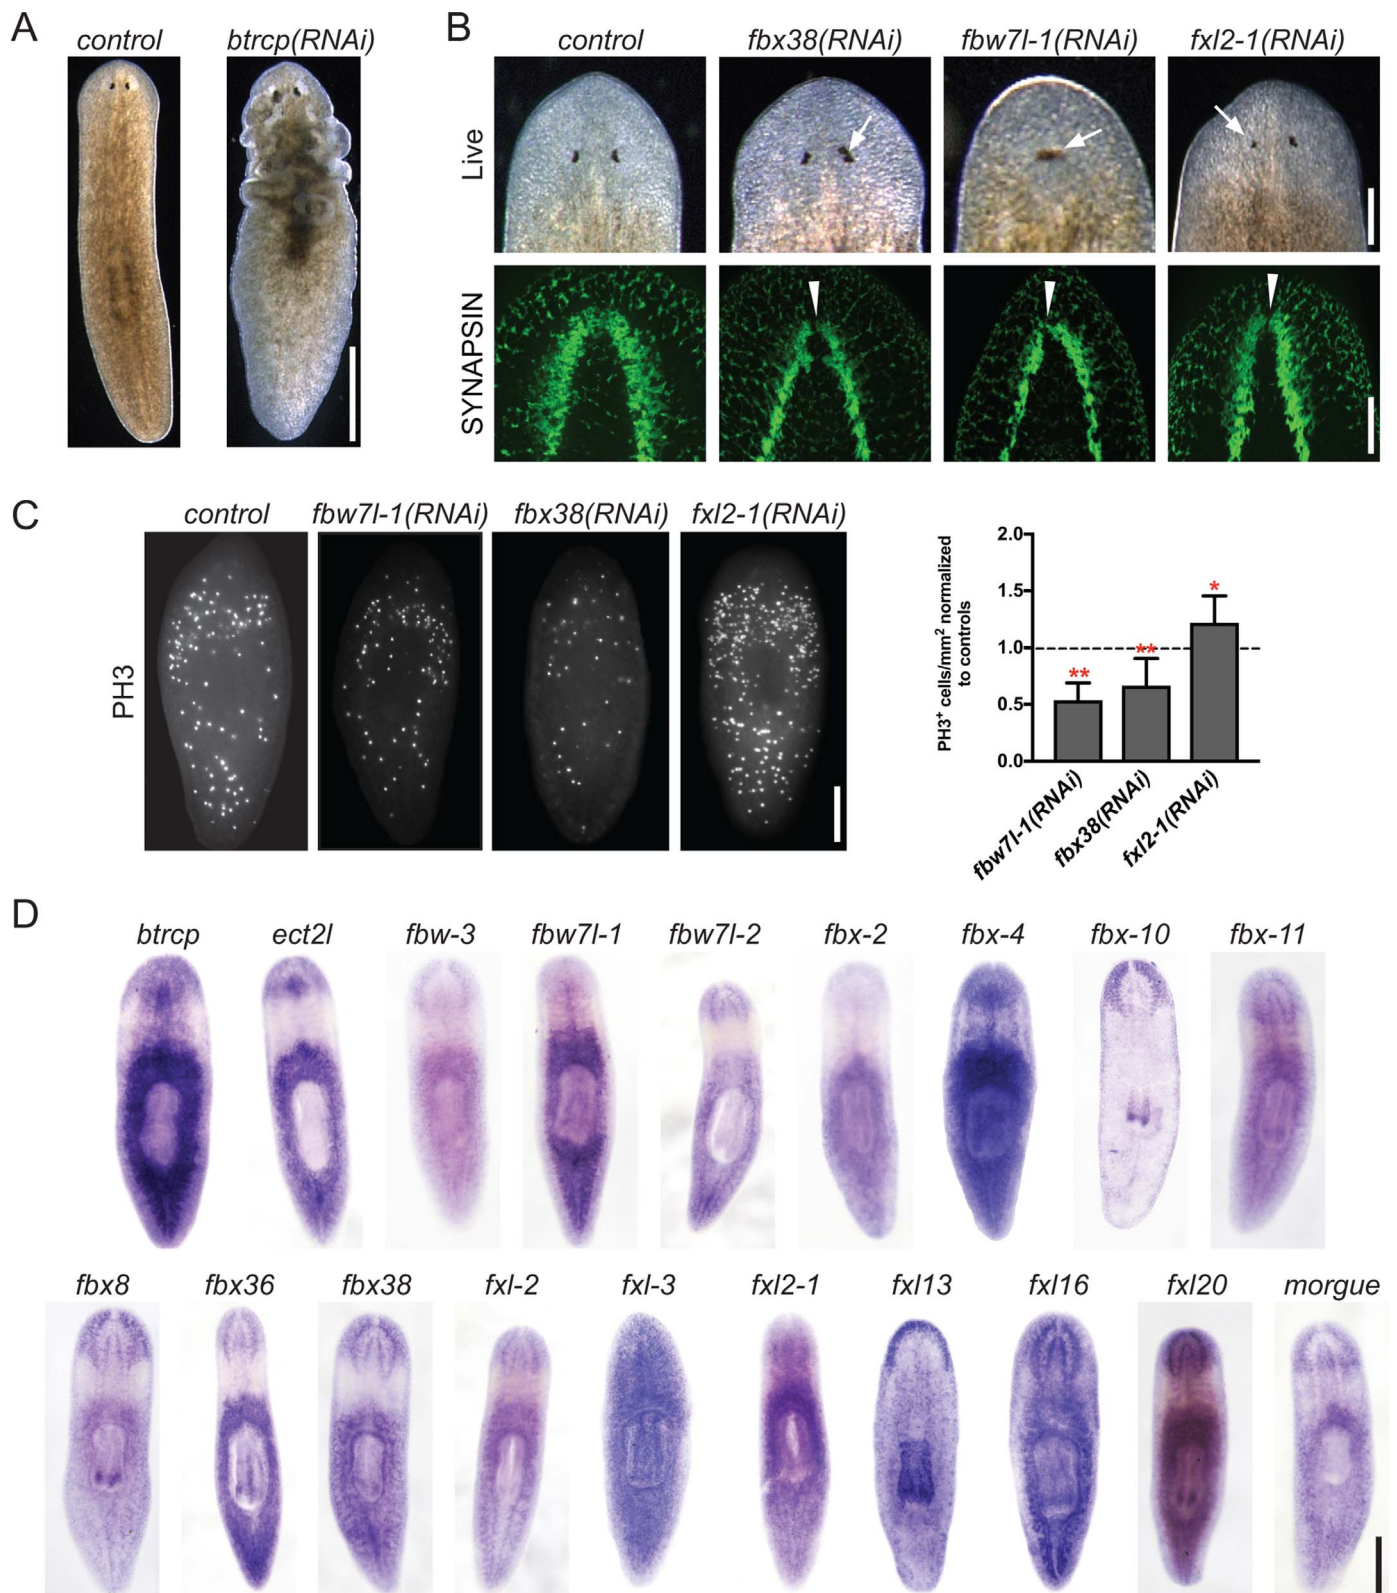 A
control
btrcp(RNAi)
B
control
fbx38(RNAi)
fbw7l-1(RNAi)
fxl2-1(RNAi)
Live
SYNAPSIN
C
control
fbw7l-1(RNAi)
fbx38(RNAi)
fxl2-1(RNAi)
PH3
PH3+ cells/mm2 normalized
to controls
2.0
1.5
1.0
0.5
0.0
**
**
*
fbw7l-1(RNAi)
fbx38(RNAi)
fxl2-1(RNAi)
D
btrcp
ect2l
fbw-3
fbw7l-1
fbw7l-2
fbx-2
fbx-4
fbx-10
fbx-11
fbx8
fbx36
fbx38
fxl-2
fxl-3
fxl2-1
fxl13
fxl16
fxl20
morgue